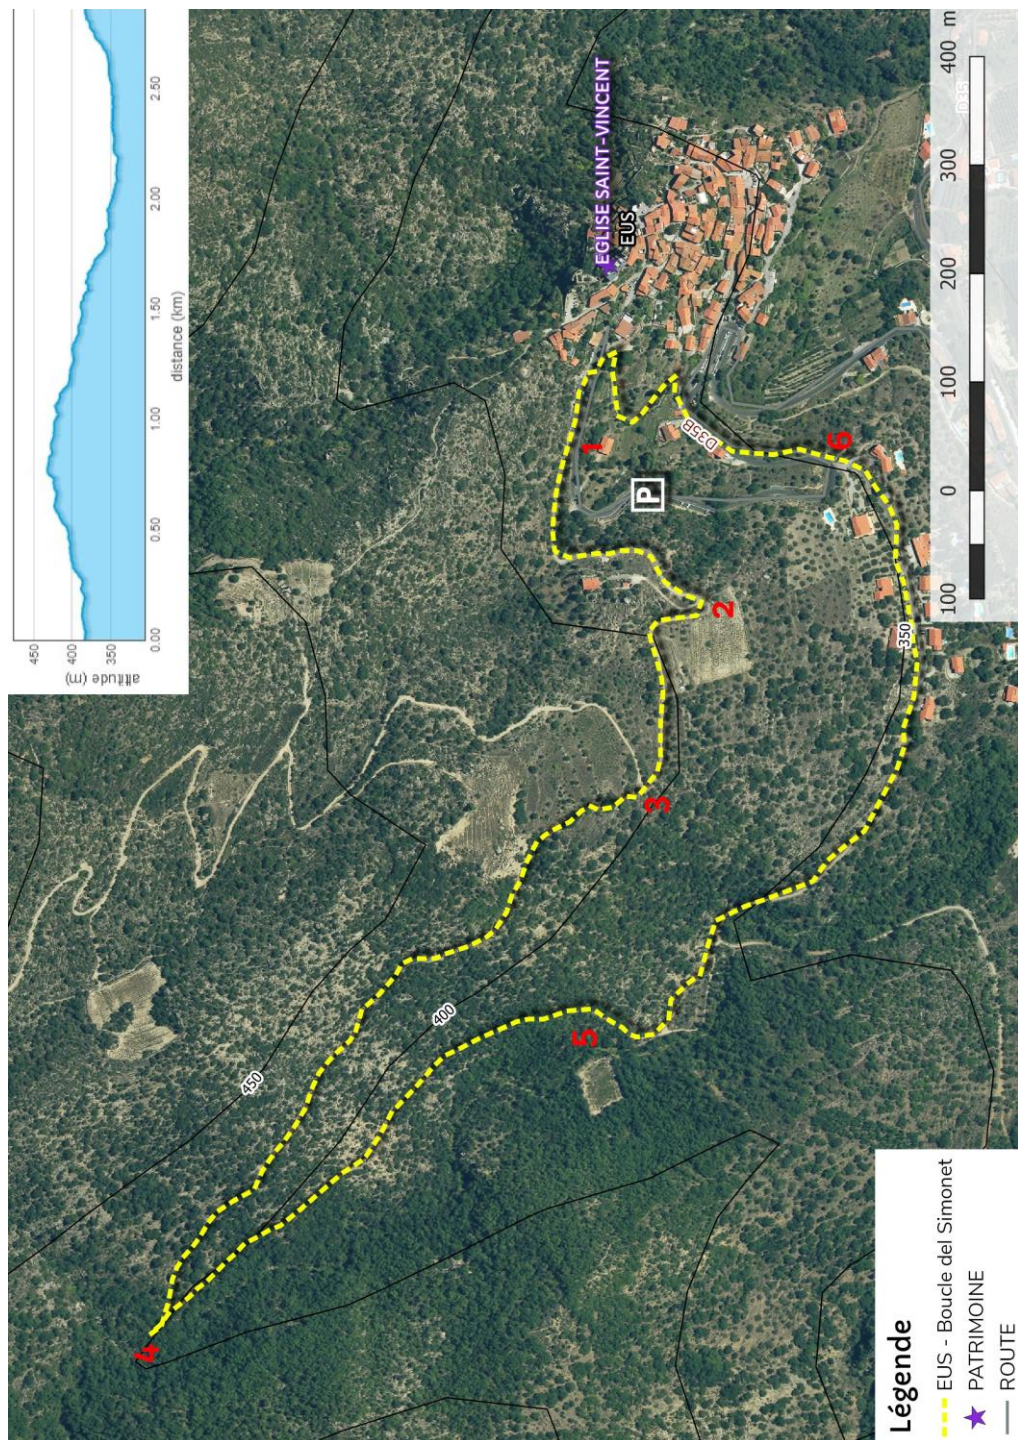 EGLISE SAINT-VINCENT
EUS
1
P
D35B
2
3
4
5
6
450
400
350
Légende
EUS - Boucle del Simonet
PATRIMOINE
ROUTE
100 0 100 200 300 400 m
D35
450
400
350
altitude (m)
0.00 0.50 1.00 1.50 2.00 2.50
distance (km)